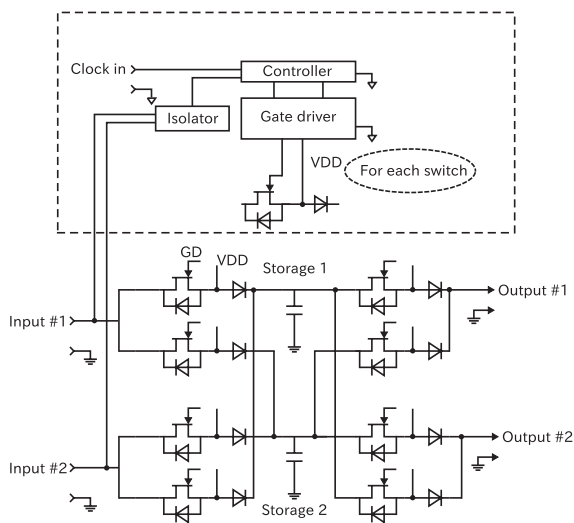 Clock in
Controller
Isolator
Gate driver
VDD
For each switch
GD
VDD
Storage 1
Output #1
Input #1
Output #2
Input #2
Storage 2